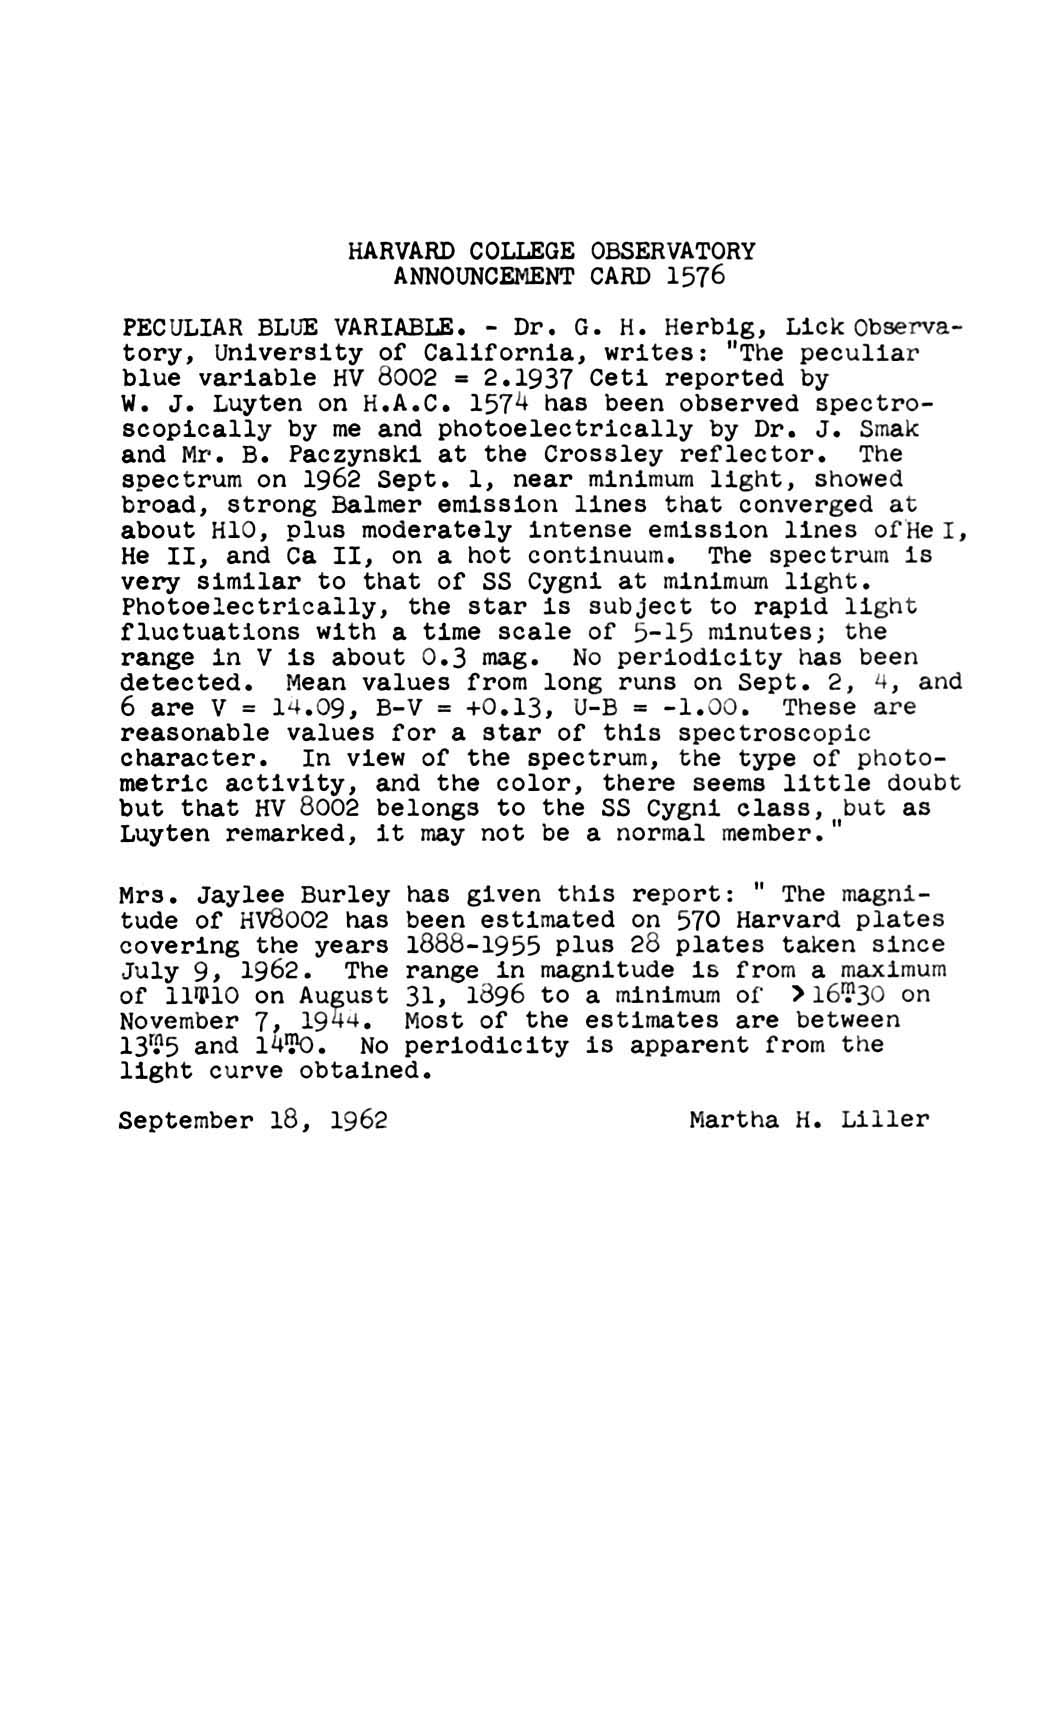 HARVARD COLLEGE OBSERVATORY
ANNOUNCEMENT CARD 1576
PECULIAR BLUE VARIABLE. - Dr. G. H. Herbig, Lick Observa-
tory, University of California, writes: "The peculiar
blue variable HV 8002 = 2.1937 Ceti reported by
W. J. Luyten on H.A.C. 1574 has been observed spectro-
scopically by me and photoelectrically by Dr. J. Smak
and Mr. B. Paczynski at the Crossley reflector. The
spectrum on 1962 Sept. 1, near minimum light, showed
broad, strong Balmer emission lines that converged at
about H10, plus moderately intense emission lines of He I,
He II, and Ca II, on a hot continuum. The spectrum is
very similar to that of SS Cygni at minimum light.
Photoelectrically, the star is subject to rapid light
fluctuations with a time scale of 5-15 minutes; the
range in V is about 0.3 mag. No periodicity has been
detected. Mean values from long runs on Sept. 2, 4, and
6 are V = 14.09, B-V = +0.13, U-B = -1.00. These are
reasonable values for a star of this spectroscopic
character. In view of the spectrum, the type of photo-
metric activity, and the color, there seems little doubt
but that HV 8002 belongs to the SS Cygni class, but as
Luyten remarked, it may not be a normal member."
Mrs. Jaylee Burley has given this report: " The magni-
tude of HV8002 has been estimated on 570 Harvard plates
covering the years 1888-1955 plus 28 plates taken since
July 9, 1962. The range in magnitude is from a maximum
of 11ᵐ.10 on August 31, 1896 to a minimum of >16ᵐ.30 on
November 7, 1944. Most of the estimates are between
13ᵐ.5 and 14ᵐ.0. No periodicity is apparent from the
light curve obtained.
September 18, 1962 Martha H. Liller